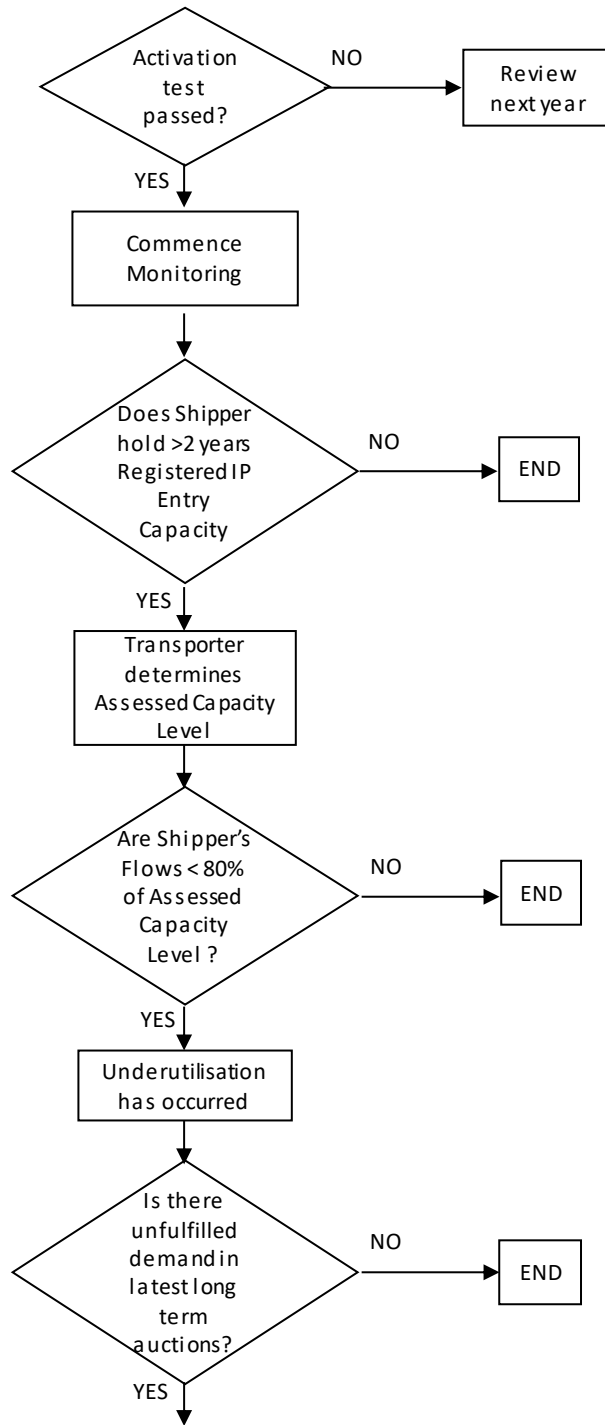 Activation
test
passed?
NO
Review
next year
YES
Commence
Monitoring
Does Shipper
hold >2 years
Registered IP
Entry
Capacity
NO
END
YES
Transporter
determines
Assessed Capacity
Level
Are Shipper's
Flows < 80%
of Assessed
Capacity
Level ?
NO
END
YES
Underutilisation
has occurred
Is there
unfulfilled
demand in
latest long
term
auctions?
NO
END
YES